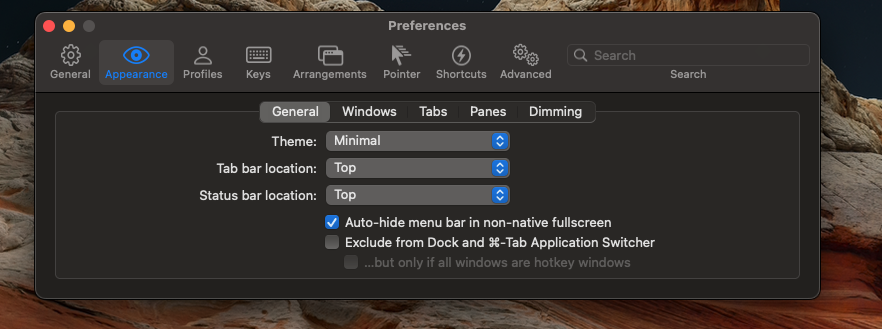 Preferences
General Appearance Profiles Keys Arrangements Pointer Shortcuts Advanced Search
Search
General Windows Tabs Panes Dimming
Theme: Minimal
Tab bar location: Top
Status bar location: Top
Auto-hide menu bar in non-native fullscreen
Exclude from Dock and ⌘-Tab Application Switcher
...but only if all windows are hotkey windows